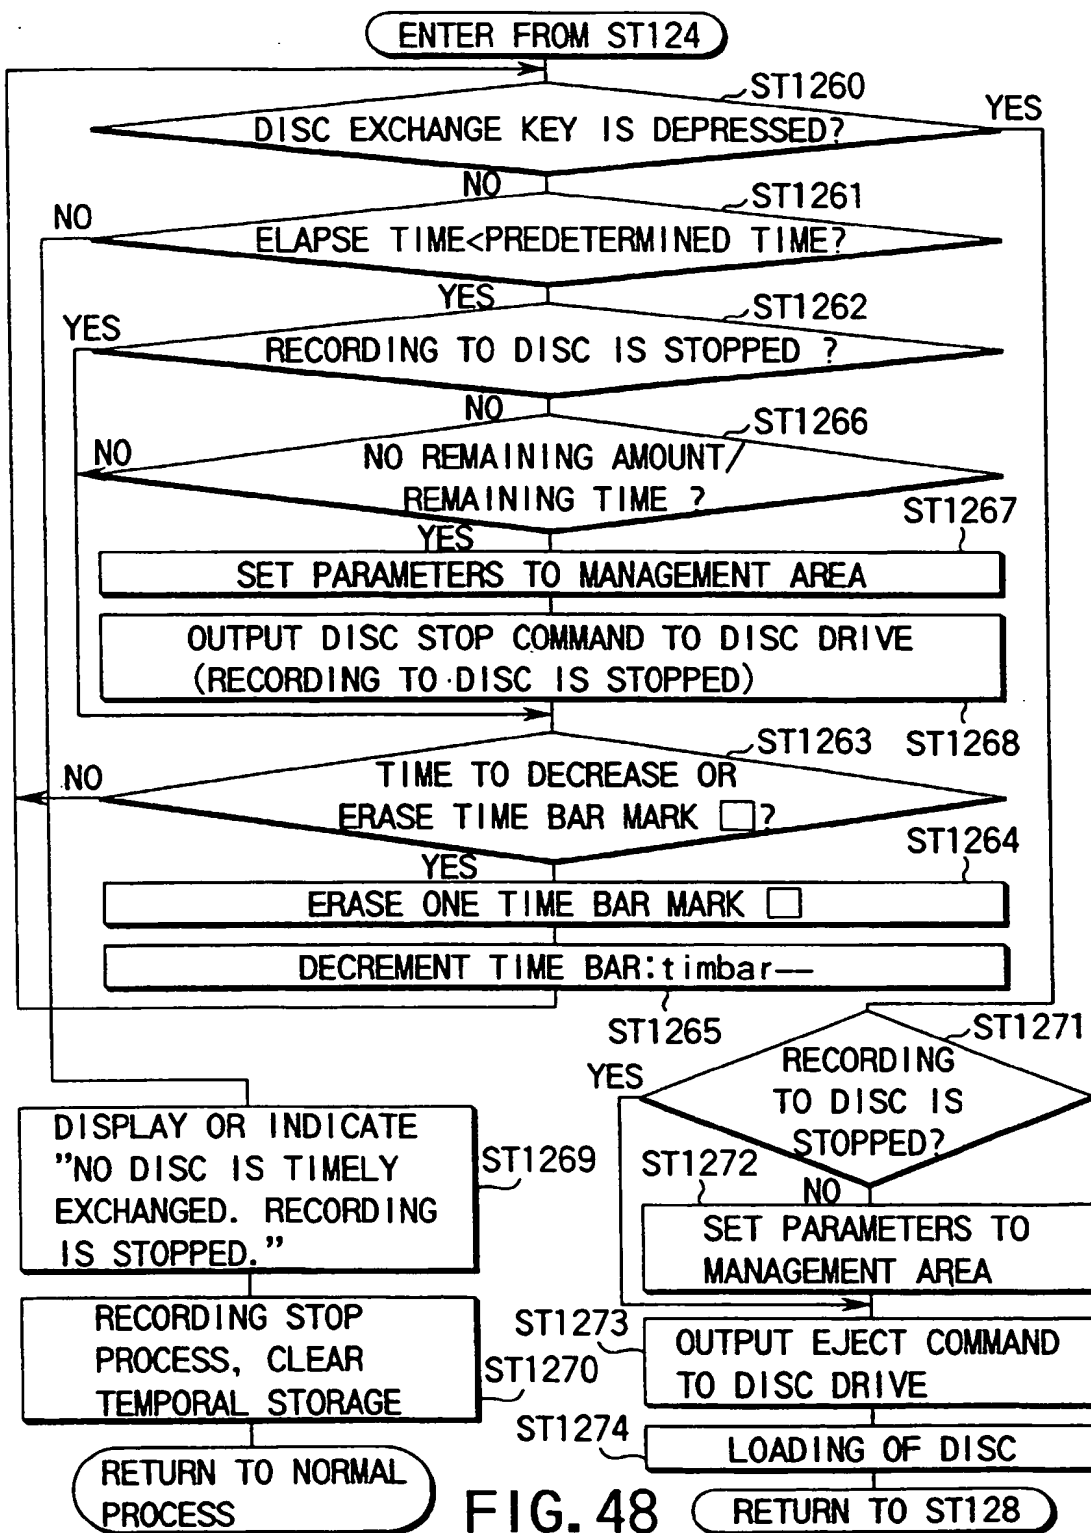 ENTER FROM ST124
ST1260
YES
DISC EXCHANGE KEY IS DEPRESSED?
NO
ST1261
NO
ELAPSE TIME<PREDETERMINED TIME?
YES
ST1262
YES
RECORDING TO DISC IS STOPPED ?
NO
ST1266
NO
NO REMAINING AMOUNT/
REMAINING TIME ?
ST1267
YES
SET PARAMETERS TO MANAGEMENT AREA
OUTPUT DISC STOP COMMAND TO DISC DRIVE
(RECORDING TO DISC IS STOPPED)
ST1268
ST1263
NO
TIME TO DECREASE OR
ERASE TIME BAR MARK □?
ST1264
YES
ERASE ONE TIME BAR MARK □
DECREMENT TIME BAR:timbar––
ST1265
ST1271
YES
RECORDING
TO DISC IS
STOPPED?
DISPLAY OR INDICATE
"NO DISC IS TIMELY
EXCHANGED. RECORDING
IS STOPPED."
ST1269
ST1272
NO
SET PARAMETERS TO
MANAGEMENT AREA
RECORDING STOP
PROCESS, CLEAR
TEMPORAL STORAGE
ST1270
ST1273
OUTPUT EJECT COMMAND
TO DISC DRIVE
ST1274
LOADING OF DISC
RETURN TO NORMAL
PROCESS
FIG. 48
RETURN TO ST128